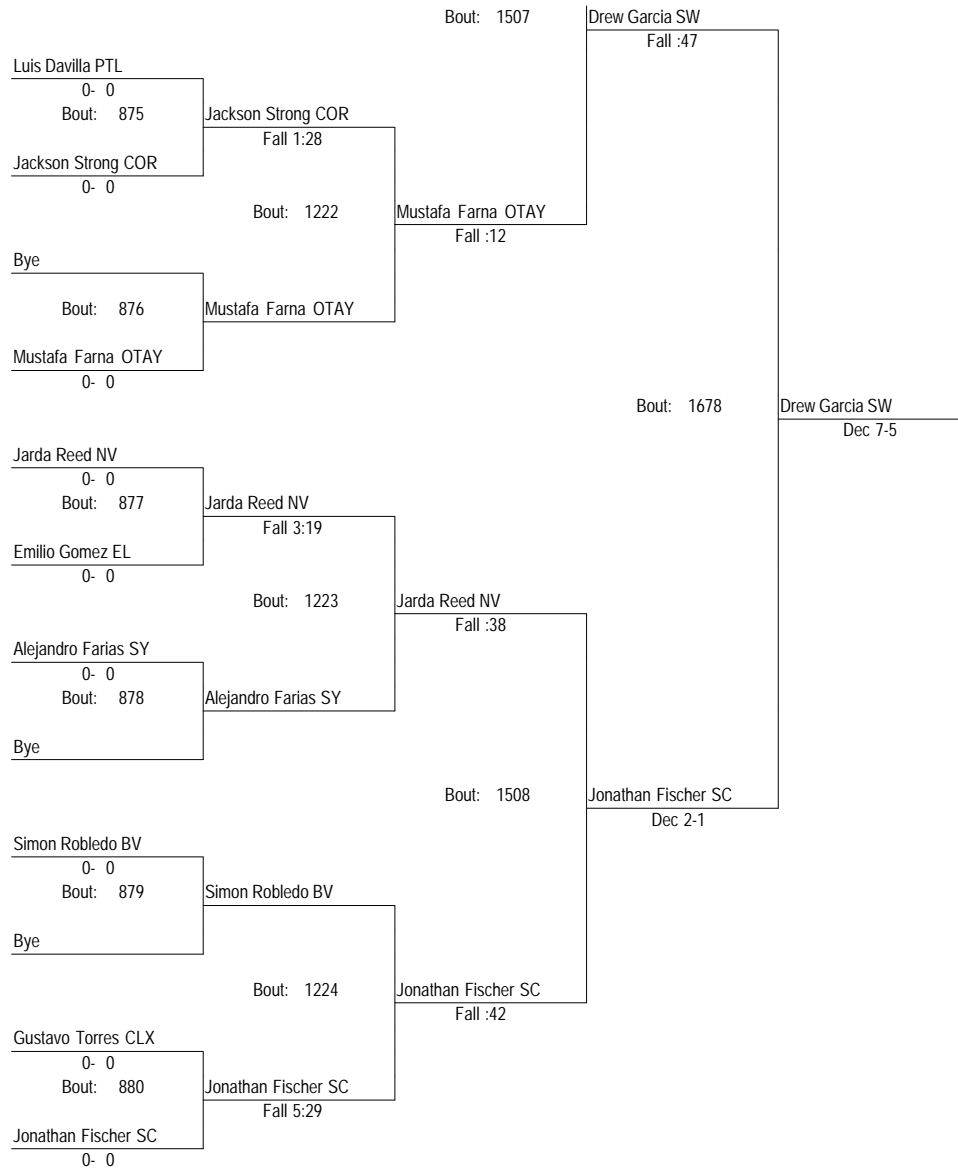 Bout: 1507 Drew Garcia SW
Fall :47
Luis Davilla PTL
0- 0
Bout: 875 Jackson Strong COR
Fall 1:28
Jackson Strong COR
0- 0
Bout: 1222 Mustafa Farna OTAY
Fall :12
Bye
Bout: 876 Mustafa Farna OTAY
Mustafa Farna OTAY
0- 0
Bout: 1678 Drew Garcia SW
Dec 7-5
Jarda Reed NV
0- 0
Bout: 877 Jarda Reed NV
Fall 3:19
Emilio Gomez EL
0- 0
Bout: 1223 Jarda Reed NV
Fall :38
Alejandro Farias SY
0- 0
Bout: 878 Alejandro Farias SY
Bye
Bout: 1508 Jonathan Fischer SC
Dec 2-1
Simon Robledo BV
0- 0
Bout: 879 Simon Robledo BV
Bye
Bout: 1224 Jonathan Fischer SC
Fall :42
Gustavo Torres CLX
0- 0
Bout: 880 Jonathan Fischer SC
Fall 5:29
Jonathan Fischer SC
0- 0